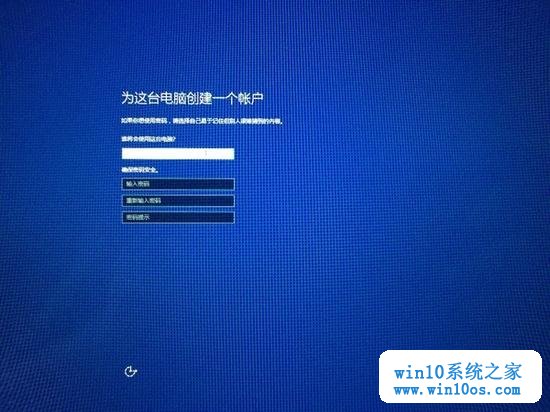 为这台电脑创建一个帐户
如果你想使用密码，请选择自己易于记住但别人很难猜到的内容。
谁将会使用这台电脑?
确保密码安全。
输入密码
重新输入密码
密码提示
win10系统之家
www.win10os.com